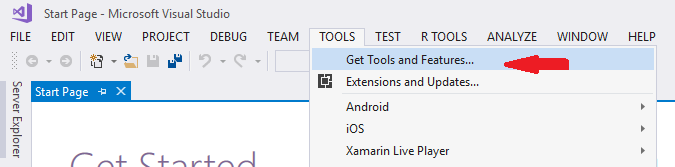 Start Page - Microsoft Visual Studio
FILE EDIT VIEW PROJECT DEBUG TEAM TOOLS TEST R TOOLS ANALYZE WINDOW HELP
Get Tools and Features...
Extensions and Updates...
Server Explorer
Start Page
Android
iOS
Xamarin Live Player
Get Started